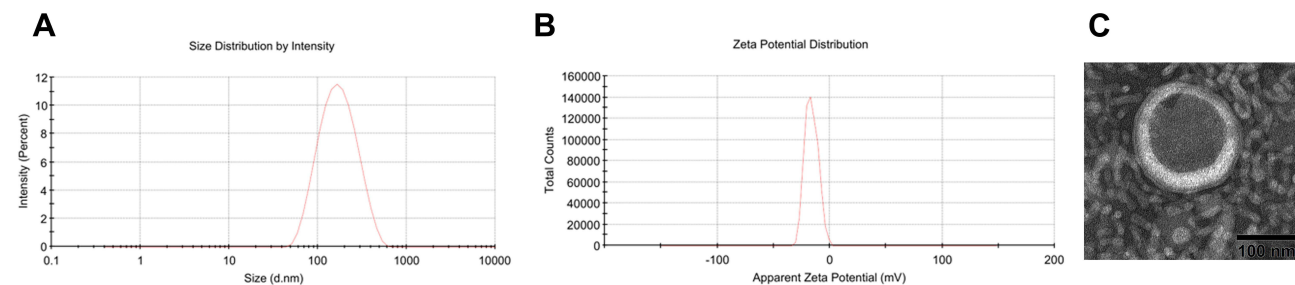 A
Size Distribution by Intensity
12
10
8
6
4
2
0
Intensity (Percent)
0.1 1 10 100 1000 10000
Size (d.nm)
B
Zeta Potential Distribution
160000
140000
120000
100000
80000
60000
40000
20000
0
Total Counts
-100 0 100 200
Apparent Zeta Potential (mV)
C
100 nm